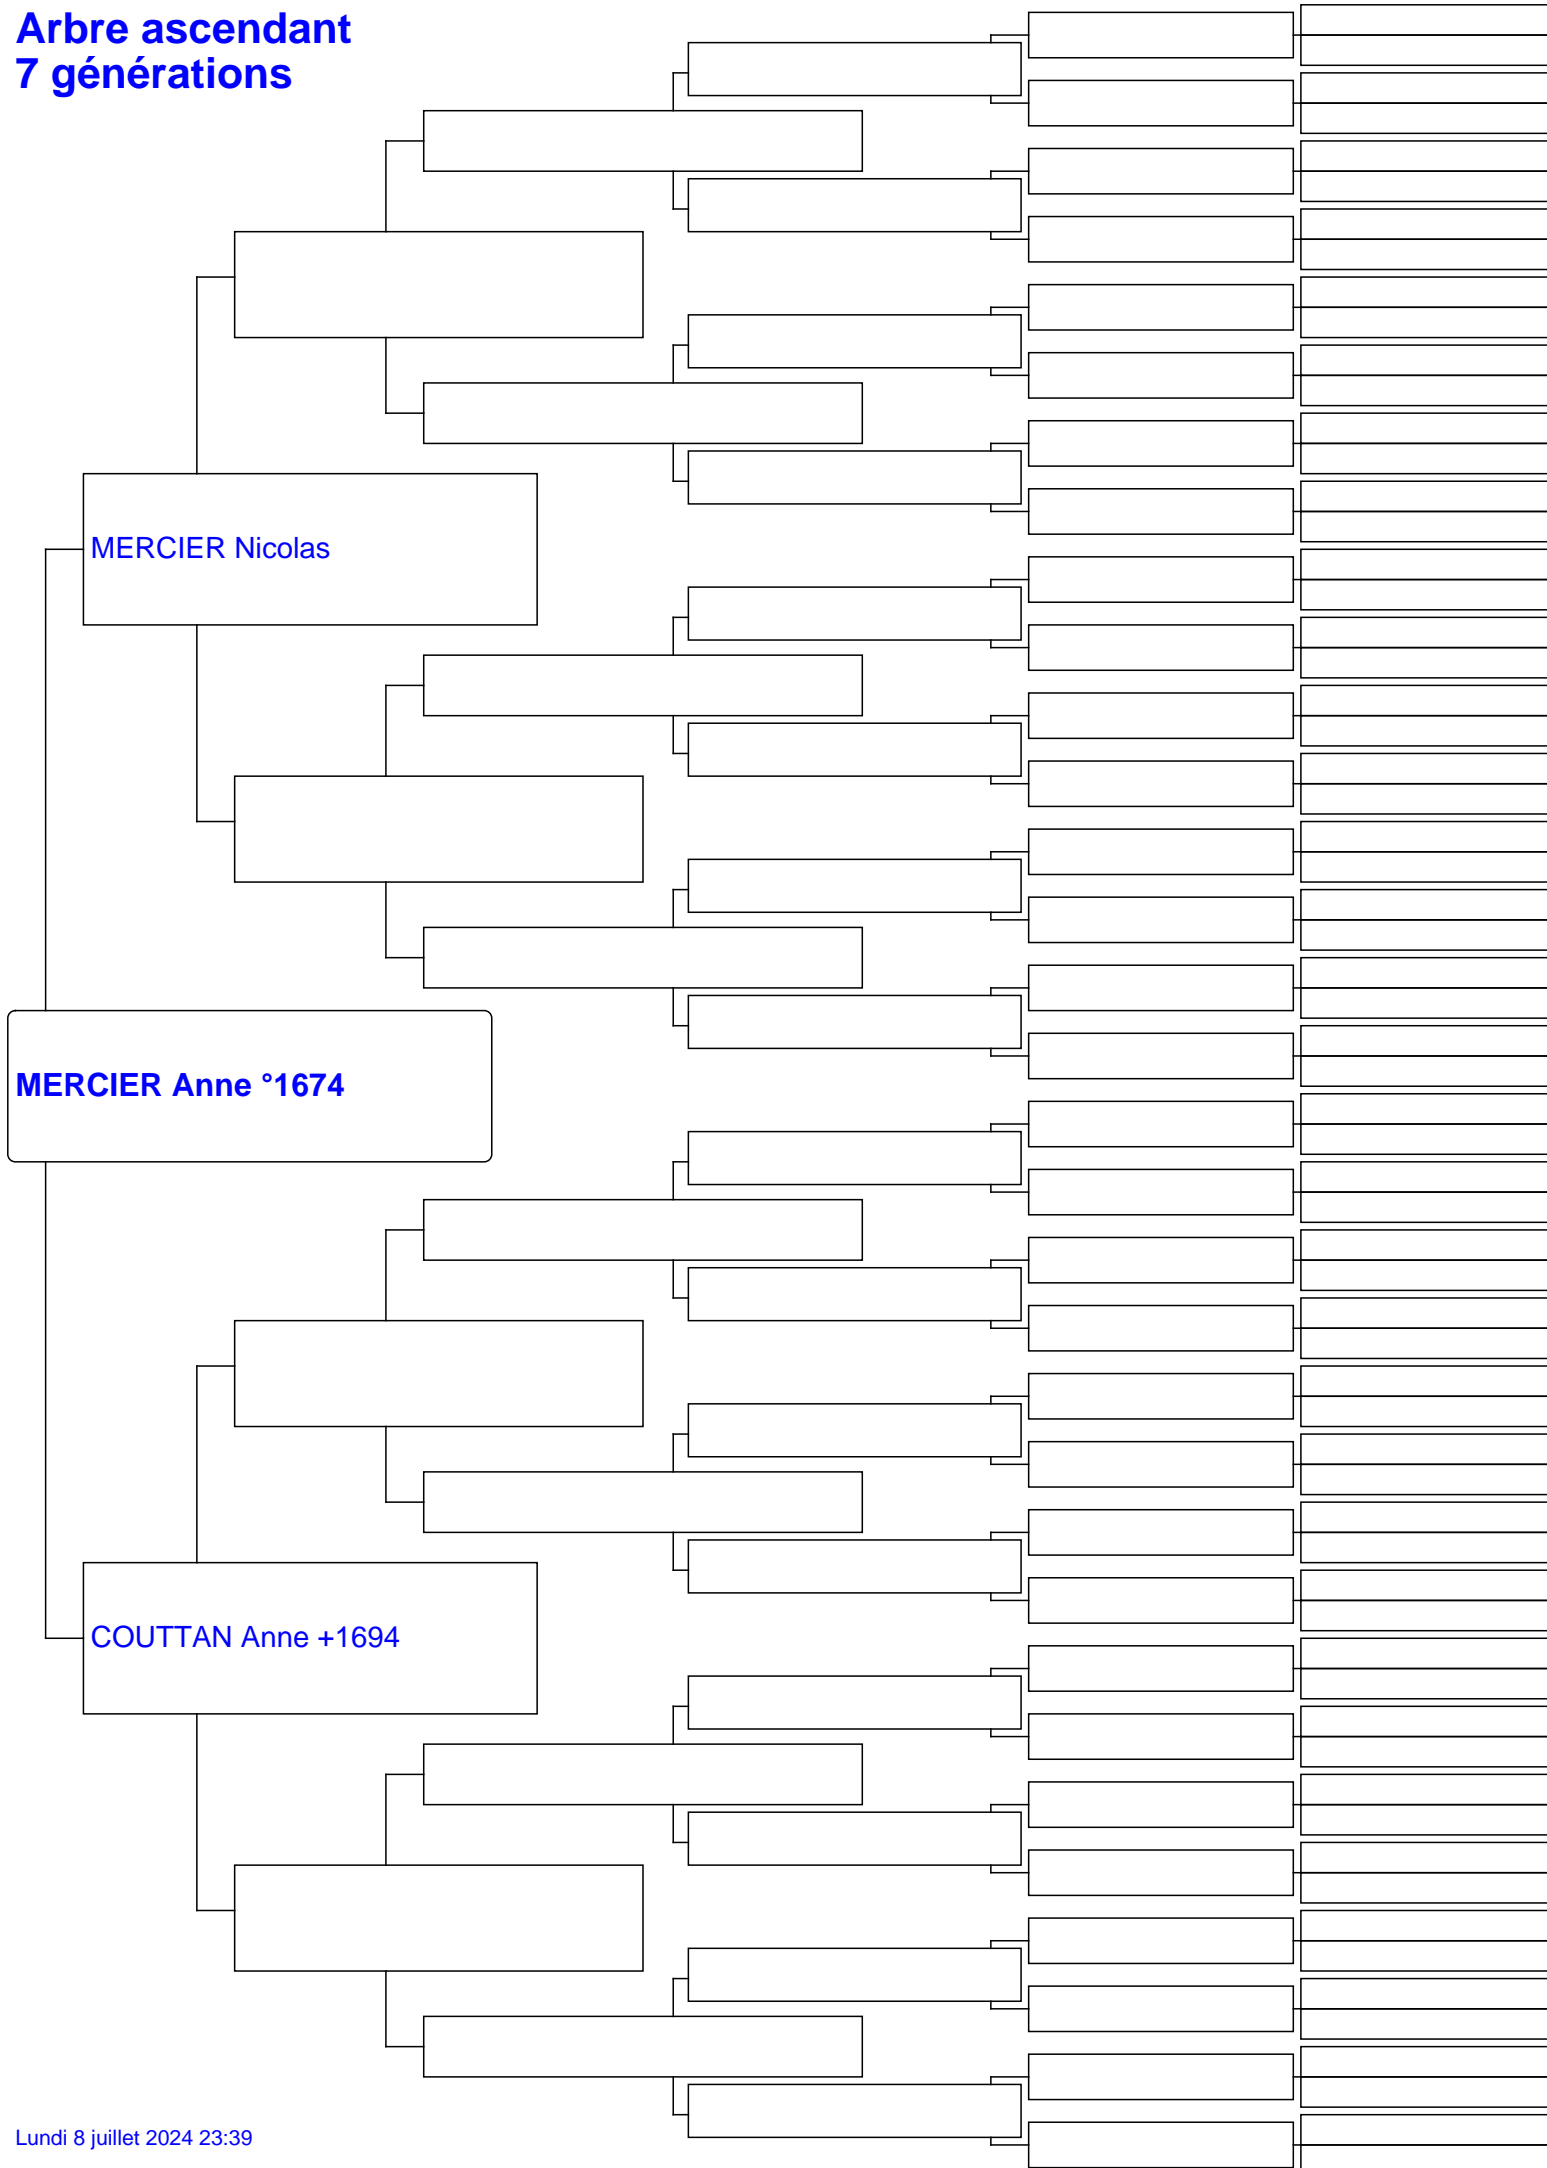 Arbre ascendant
7 générations
MERCIER Nicolas
MERCIER Anne °1674
COUTTAN Anne +1694
Lundi 8 juillet 2024 23:39